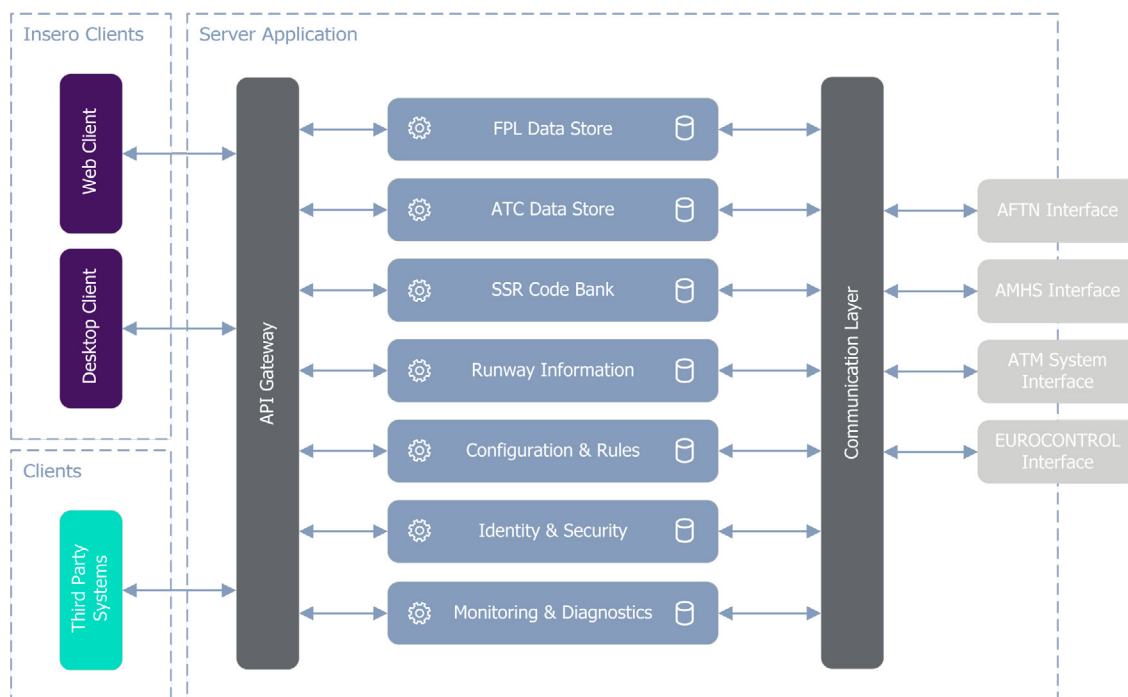 Insero Clients
Server Application
Web Client
Desktop Client
Clients
Third Party
Systems
API Gateway
FPL Data Store
ATC Data Store
SSR Code Bank
Runway Information
Configuration & Rules
Identity & Security
Monitoring & Diagnostics
Communication Layer
AFTN Interface
AMHS Interface
ATM System
Interface
EUROCONTROL
Interface